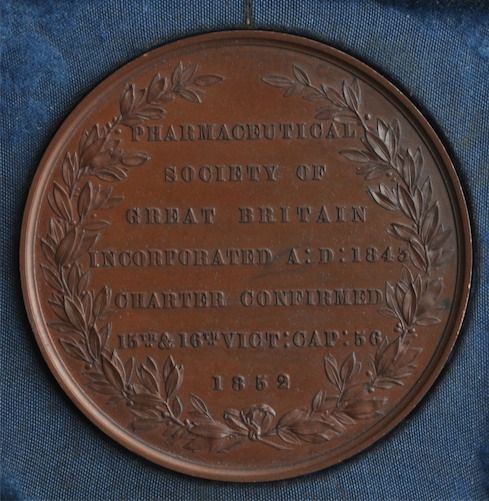 PHARMACEUTICAL
SOCIETY OF
GREAT BRITAIN
INCORPORATED A:D:1843
CHARTER CONFIRMED
15TH & 16TH VICT:CAP:56
1852